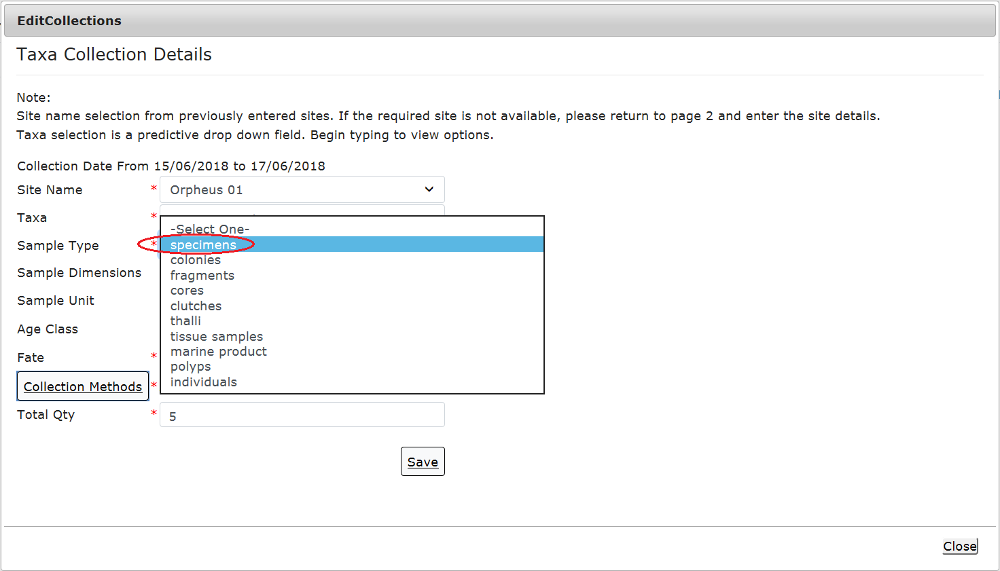 EditCollections
Taxa Collection Details
Note:
Site name selection from previously entered sites. If the required site is not available, please return to page 2 and enter the site details.
Taxa selection is a predictive drop down field. Begin typing to view options.
Collection Date From 15/06/2018 to 17/06/2018
Site Name * Orpheus 01
Taxa *
-Select One-
Sample Type * specimens
colonies
Sample Dimensions
fragments
cores
Sample Unit
clutches
thalli
Age Class
tissue samples
marine product
Fate *
polyps
individuals
Collection Methods *
Total Qty * 5
Save
Close